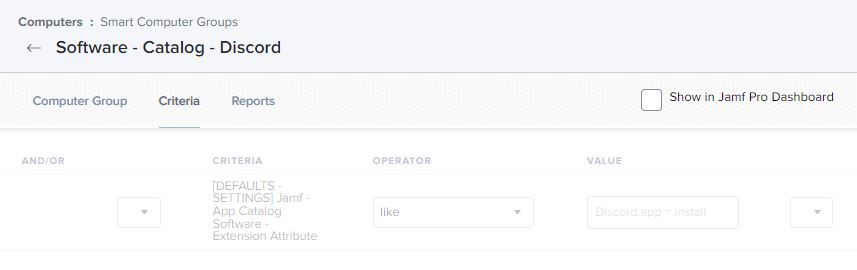 Computers : Smart Computer Groups
← Software - Catalog - Discord
Computer Group Criteria Reports Show in Jamf Pro Dashboard
AND/OR CRITERIA OPERATOR VALUE
[DEFAULTS -
SETTINGS] Jamf -
App Catalog
Software -
Extension Attribute
like
Discord.app = install